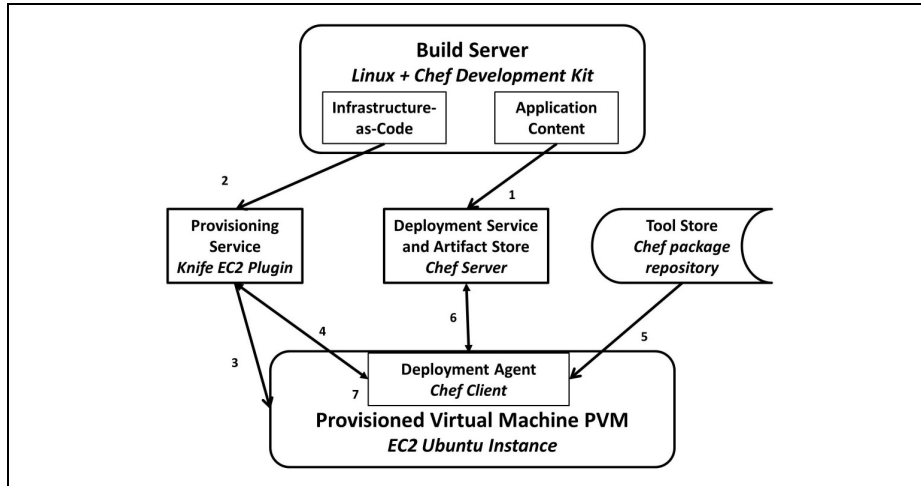 Build Server
Linux + Chef Development Kit
Infrastructure-
as-Code
Application
Content
2
1
Provisioning
Service
Knife EC2 Plugin
Deployment Service
and Artifact Store
Chef Server
Tool Store
Chef package
repository
3
4
6
5
7
Deployment Agent
Chef Client
Provisioned Virtual Machine PVM
EC2 Ubuntu Instance